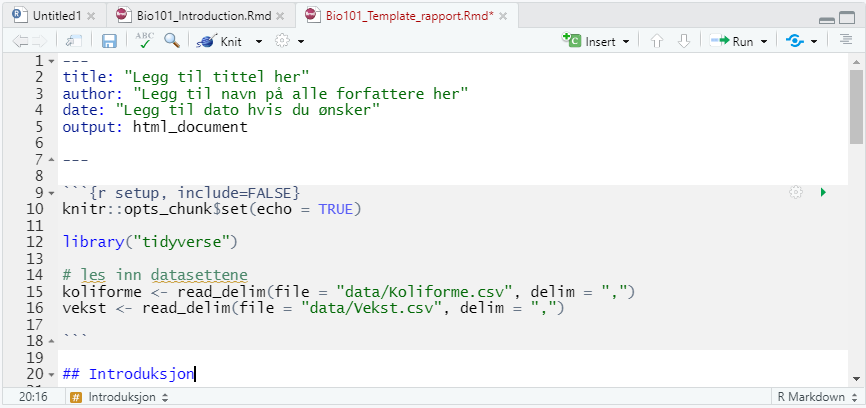 Untitled1 Bio101_Introduction.Rmd Bio101_Template_rapport.Rmd*
ABC Knit Insert Run
1 ---
2 title: "Legg til tittel her"
3 author: "Legg til navn på alle forfattere her"
4 date: "Legg til dato hvis du ønsker"
5 output: html_document
6
7 ---
8
9 ```{r setup, include=FALSE}
10 knitr::opts_chunk$set(echo = TRUE)
11
12 library("tidyverse")
13
14 # les inn datasettene
15 koliforme <- read_delim(file = "data/Koliforme.csv", delim = ",")
16 vekst <- read_delim(file = "data/Vekst.csv", delim = ",")
17
18 ```
19
20 ## Introduksjon
20:16 # Introduksjon R Markdown